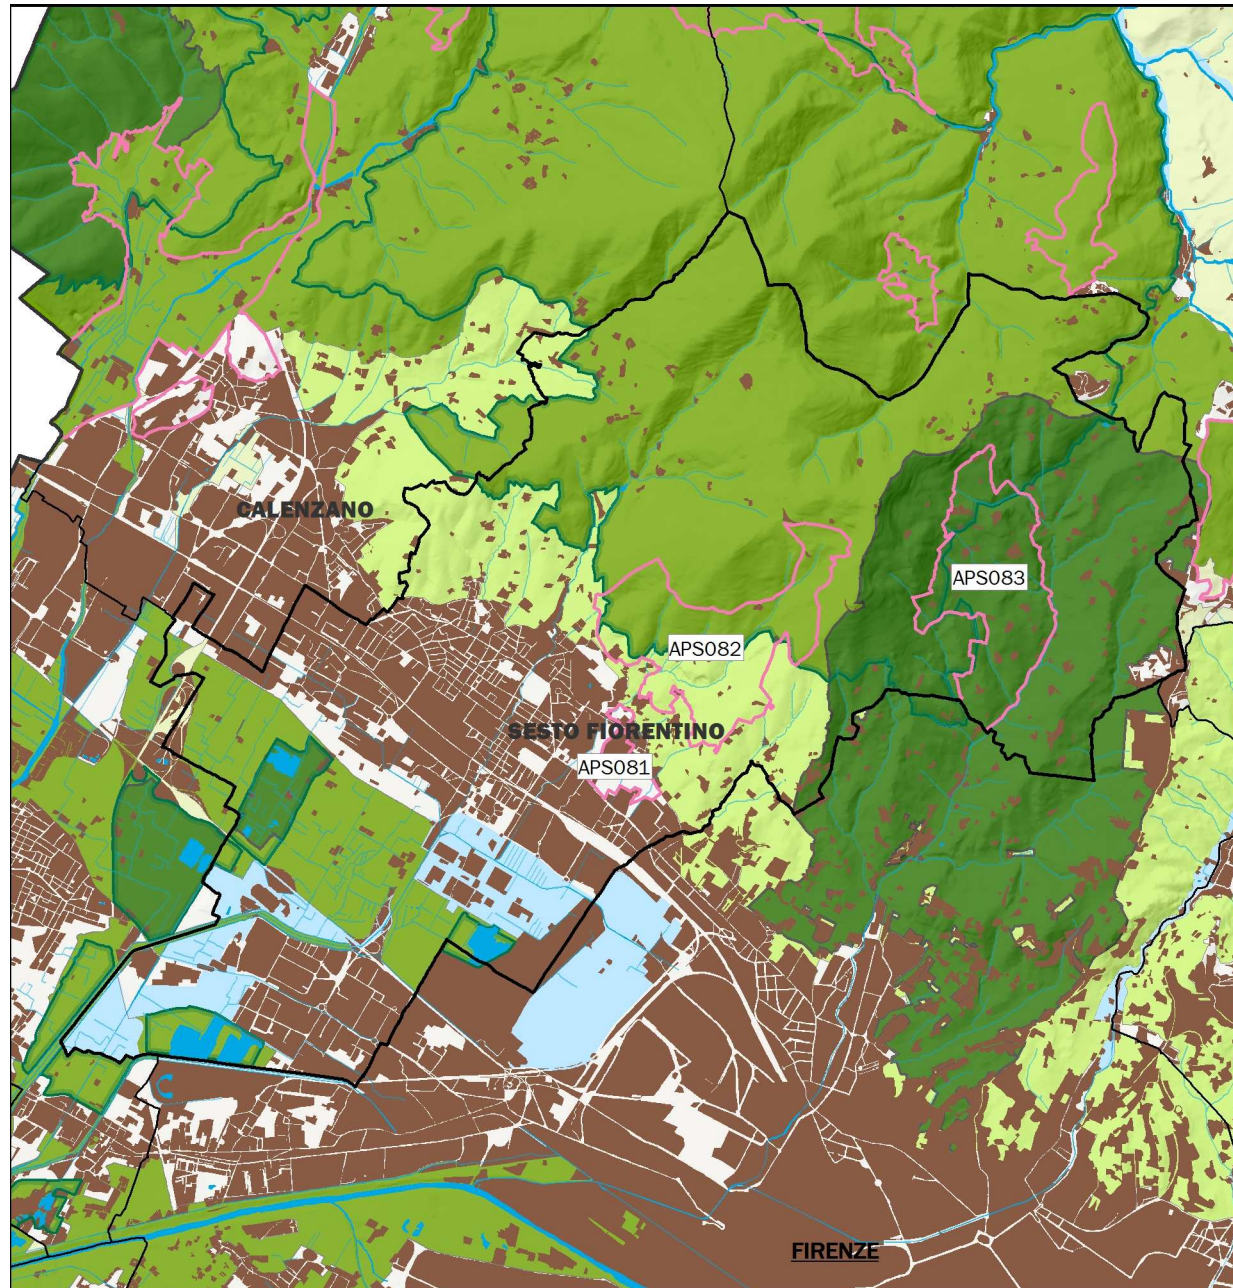 CALENZANO
APS083
APS082
SESTO FIORENTINO
APS081
FIRENZE